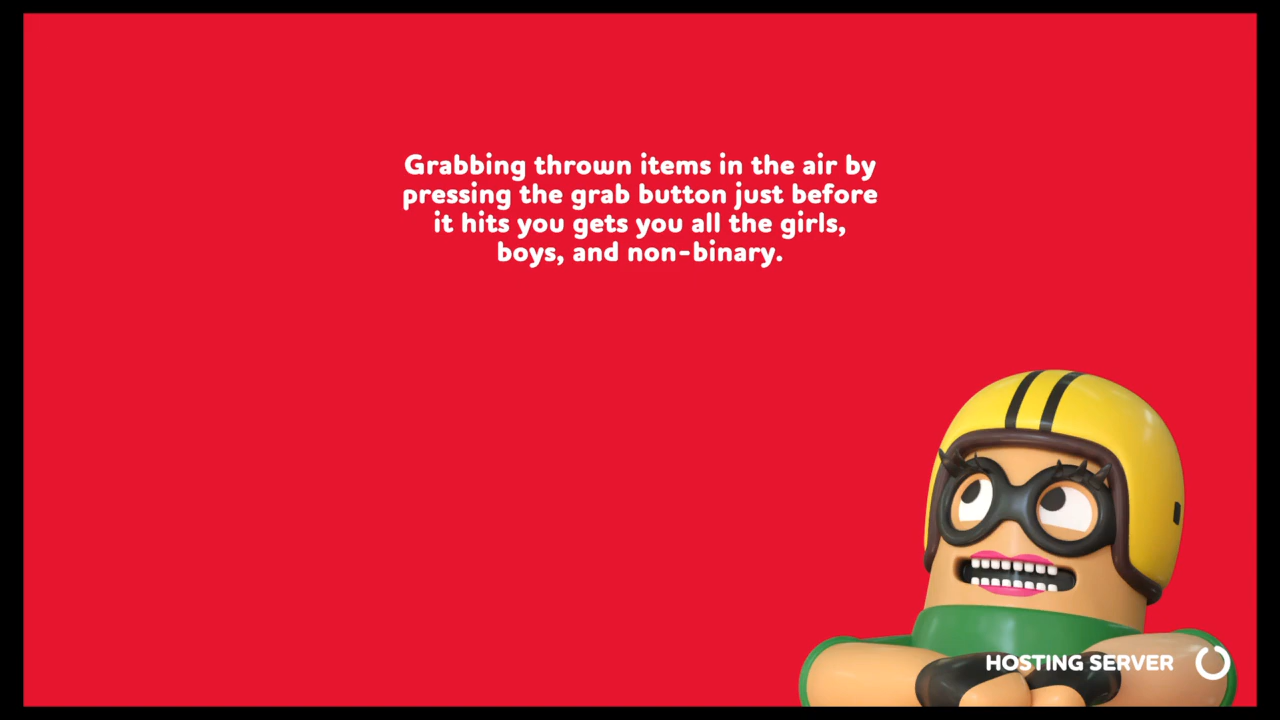 Grabbing thrown items in the air by
pressing the grab button just before
it hits you gets you all the girls,
boys, and non-binary.
HOSTING SERVER